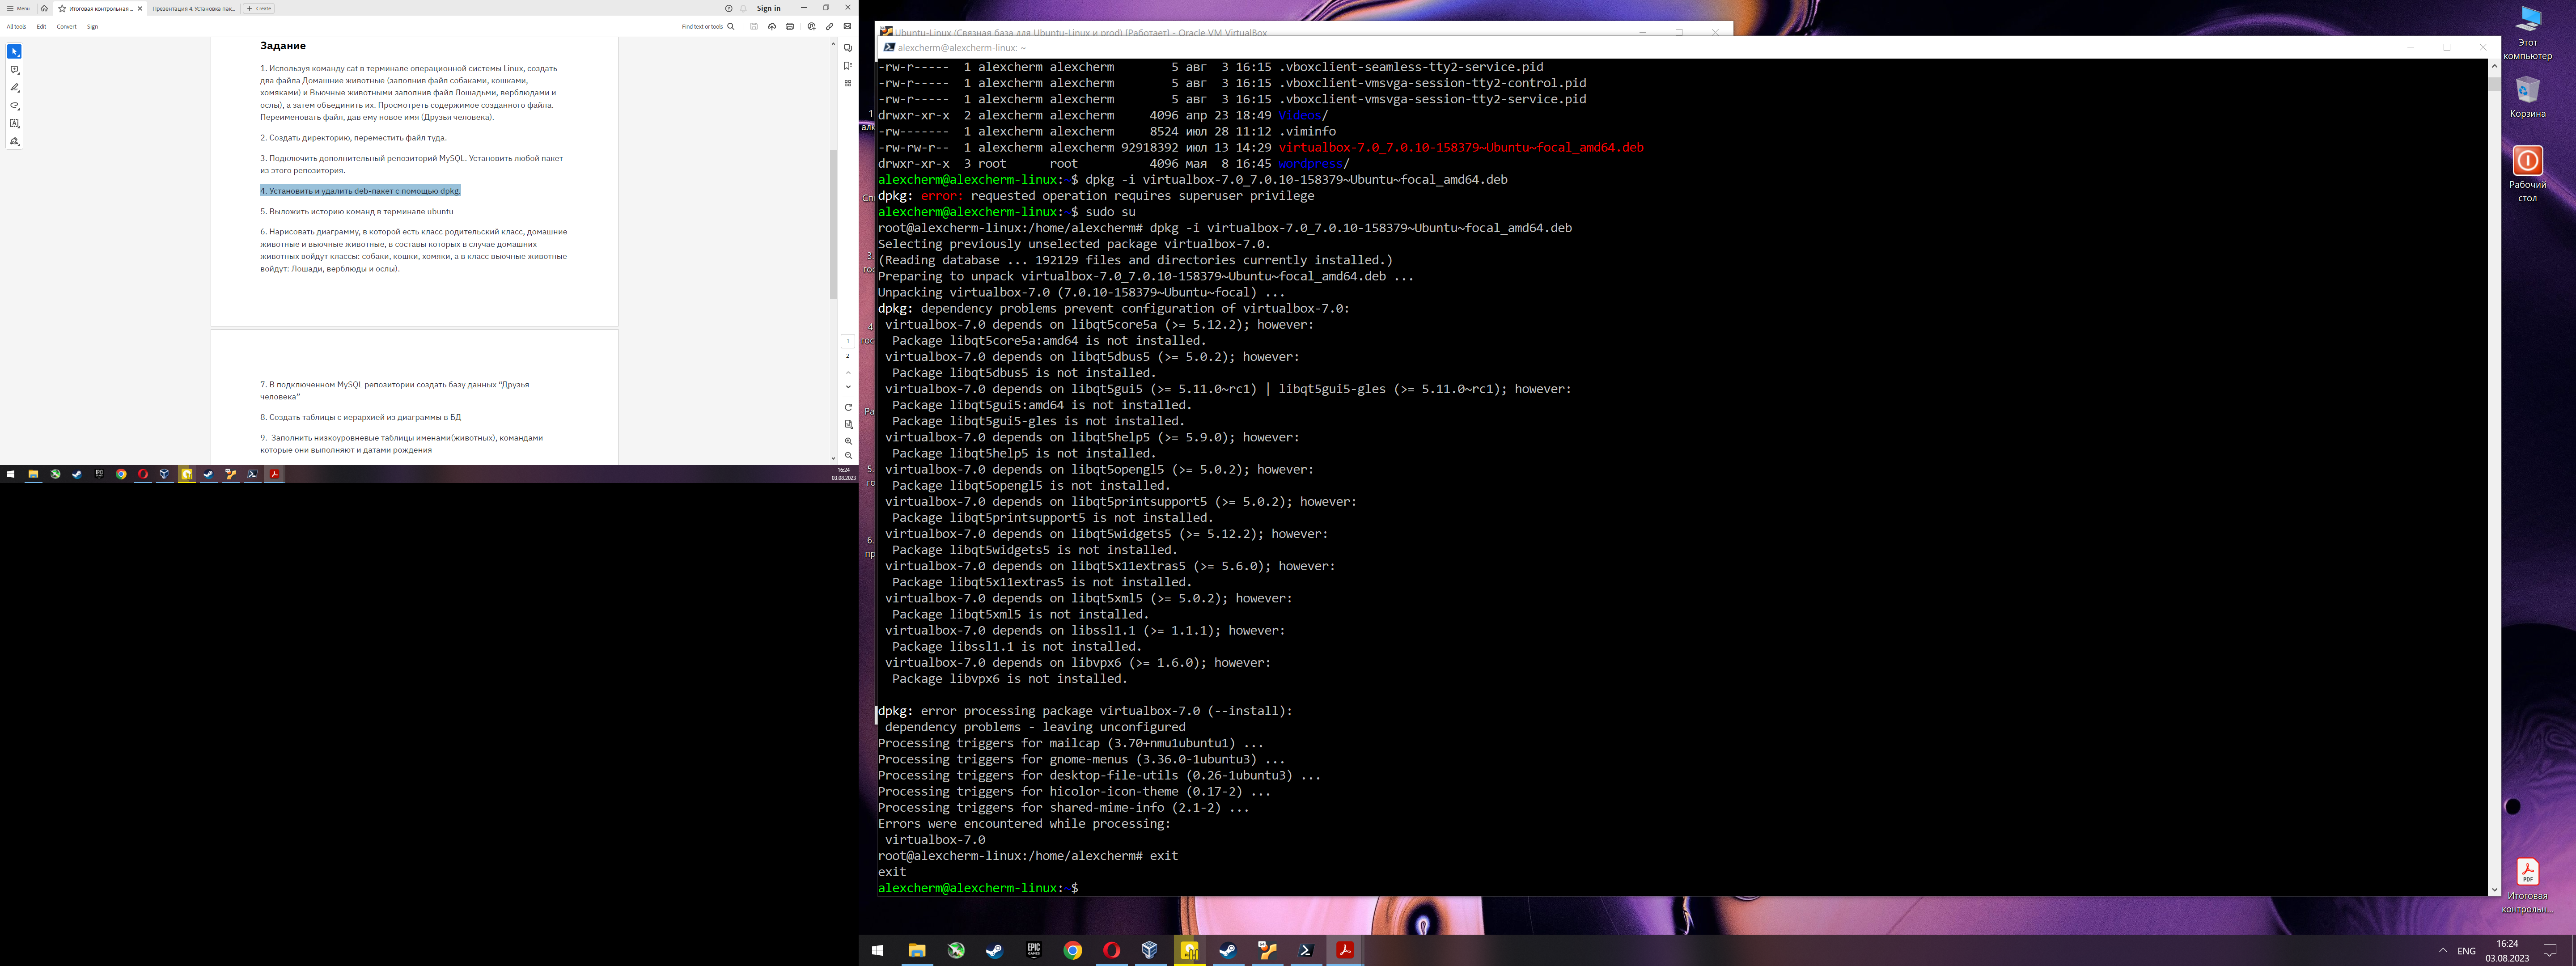 Menu
Итоговая контрольная ...
Презентация 4. Установка пак...
Create
Sign in
All tools
Edit
Convert
Sign
Find text or tools
Задание
1. Используя команду cat в терминале операционной системы Linux, создать
два файла Домашние животные (заполнив файл собаками, кошками,
хомяками) и Вьючные животными заполнив файл Лошадьми, верблюдами и
ослы), а затем объединить их. Просмотреть содержимое созданного файла.
Переименовать файл, дав ему новое имя (Друзья человека).
2. Создать директорию, переместить файл туда.
3. Подключить дополнительный репозиторий MySQL. Установить любой пакет
из этого репозитория.
4. Установить и удалить deb-пакет с помощью dpkg.
5. Выложить историю команд в терминале ubuntu
6. Нарисовать диаграмму, в которой есть класс родительский класс, домашние
животные и вьючные животные, в составы которых в случае домашних
животных войдут классы: собаки, кошки, хомяки, а в класс вьючные животные
войдут: Лошади, верблюды и ослы).
7. В подключенном MySQL репозитории создать базу данных “Друзья
человека”
8. Создать таблицы с иерархией из диаграммы в БД
9. Заполнить низкоуровневые таблицы именами(животных), командами
которые они выполняют и датами рождения
1
2
16:24
03.08.2023
Ubuntu-Linux (Связная база для Ubuntu-Linux и prod) [Работает] - Oracle VM VirtualBox
alexcherm@alexcherm-linux: ~
-rw-r----- 1 alexcherm alexcherm 5 авг 3 16:15 .vboxclient-seamless-tty2-service.pid
-rw-r----- 1 alexcherm alexcherm 5 авг 3 16:15 .vboxclient-vmsvga-session-tty2-control.pid
-rw-r----- 1 alexcherm alexcherm 5 авг 3 16:15 .vboxclient-vmsvga-session-tty2-service.pid
drwxr-xr-x 2 alexcherm alexcherm 4096 апр 23 18:49 Videos/
-rw------- 1 alexcherm alexcherm 8524 июл 28 11:12 .viminfo
-rw-rw-r-- 1 alexcherm alexcherm 92918392 июл 13 14:29 virtualbox-7.0_7.0.10-158379~Ubuntu~focal_amd64.deb
drwxr-xr-x 3 root root 4096 мая 8 16:45 wordpress/
alexcherm@alexcherm-linux:~$ dpkg -i virtualbox-7.0_7.0.10-158379~Ubuntu~focal_amd64.deb
dpkg: error: requested operation requires superuser privilege
alexcherm@alexcherm-linux:~$ sudo su
root@alexcherm-linux:/home/alexcherm# dpkg -i virtualbox-7.0_7.0.10-158379~Ubuntu~focal_amd64.deb
Selecting previously unselected package virtualbox-7.0.
(Reading database ... 192129 files and directories currently installed.)
Preparing to unpack virtualbox-7.0_7.0.10-158379~Ubuntu~focal_amd64.deb ...
Unpacking virtualbox-7.0 (7.0.10-158379~Ubuntu~focal) ...
dpkg: dependency problems prevent configuration of virtualbox-7.0:
virtualbox-7.0 depends on libqt5core5a (>= 5.12.2); however:
Package libqt5core5a:amd64 is not installed.
virtualbox-7.0 depends on libqt5dbus5 (>= 5.0.2); however:
Package libqt5dbus5 is not installed.
virtualbox-7.0 depends on libqt5gui5 (>= 5.11.0~rc1) | libqt5gui5-gles (>= 5.11.0~rc1); however:
Package libqt5gui5:amd64 is not installed.
Package libqt5gui5-gles is not installed.
virtualbox-7.0 depends on libqt5help5 (>= 5.9.0); however:
Package libqt5help5 is not installed.
virtualbox-7.0 depends on libqt5opengl5 (>= 5.0.2); however:
Package libqt5opengl5 is not installed.
virtualbox-7.0 depends on libqt5printsupport5 (>= 5.0.2); however:
Package libqt5printsupport5 is not installed.
virtualbox-7.0 depends on libqt5widgets5 (>= 5.12.2); however:
Package libqt5widgets5 is not installed.
virtualbox-7.0 depends on libqt5x11extras5 (>= 5.6.0); however:
Package libqt5x11extras5 is not installed.
virtualbox-7.0 depends on libqt5xml5 (>= 5.0.2); however:
Package libqt5xml5 is not installed.
virtualbox-7.0 depends on libssl1.1 (>= 1.1.1); however:
Package libssl1.1 is not installed.
virtualbox-7.0 depends on libvpx6 (>= 1.6.0); however:
Package libvpx6 is not installed.
dpkg: error processing package virtualbox-7.0 (--install):
dependency problems - leaving unconfigured
Processing triggers for mailcap (3.70+nmu1ubuntu1) ...
Processing triggers for gnome-menus (3.36.0-1ubuntu3) ...
Processing triggers for desktop-file-utils (0.26-1ubuntu3) ...
Processing triggers for hicolor-icon-theme (0.17-2) ...
Processing triggers for shared-mime-info (2.1-2) ...
Errors were encountered while processing:
virtualbox-7.0
root@alexcherm-linux:/home/alexcherm# exit
exit
alexcherm@alexcherm-linux:~$
Этот
компьютер
Корзина
Рабочий
стол
PDF
Итоговая
контрольн...
EPIC
GAMES
ENG
16:24
03.08.2023